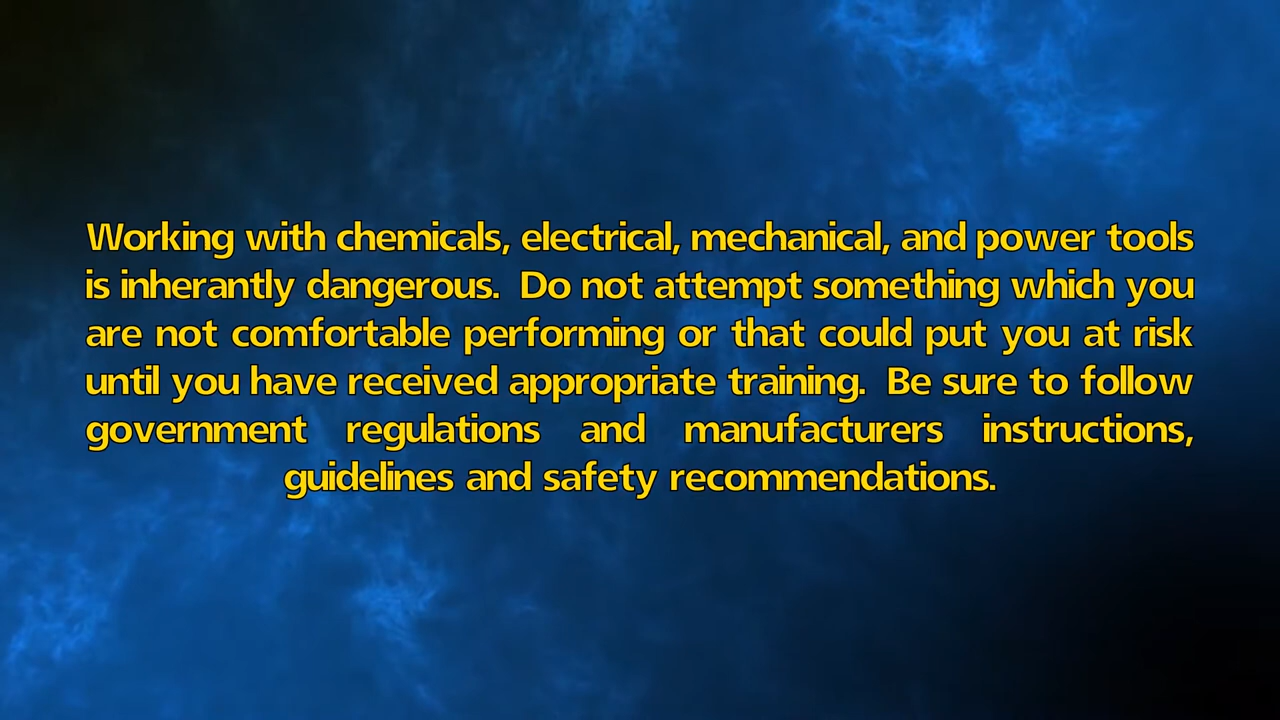 Working with chemicals, electrical, mechanical, and power tools
is inherantly dangerous.  Do not attempt something which you
are not comfortable performing or that could put you at risk
until you have received appropriate training.  Be sure to follow
government regulations and manufacturers instructions,
guidelines and safety recommendations.